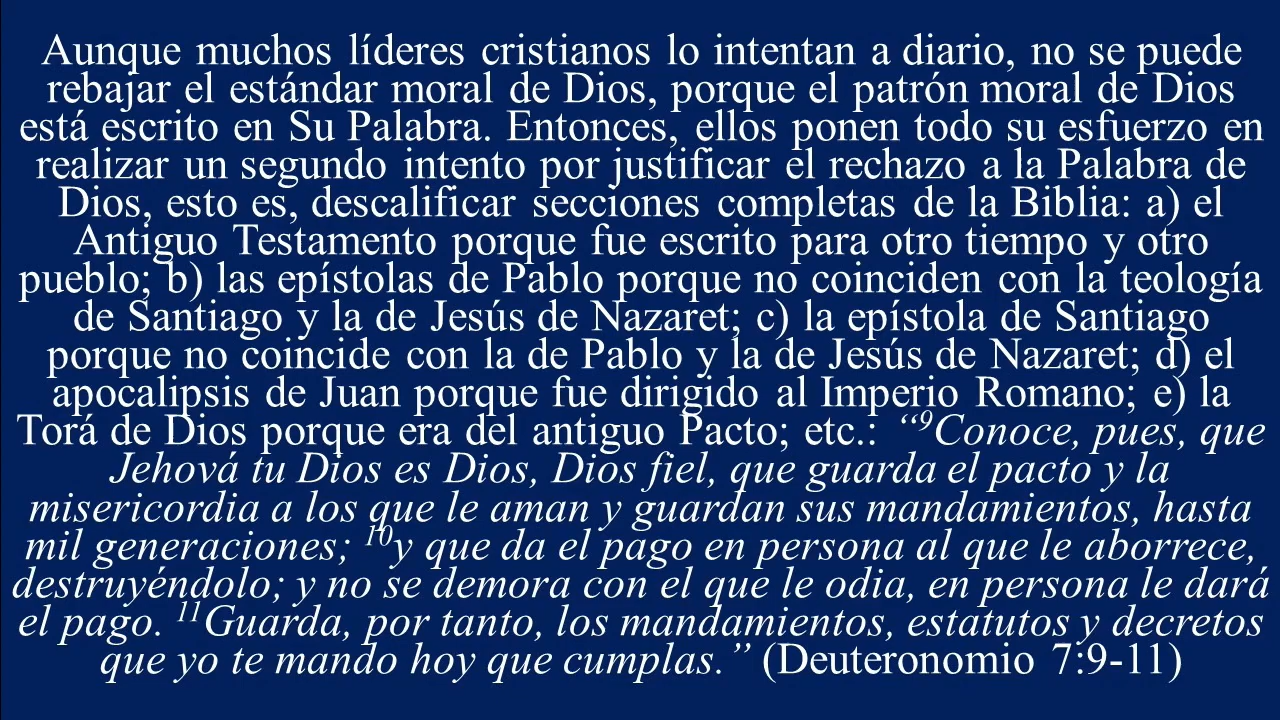 Aunque muchos líderes cristianos lo intentan a diario, no se puede
rebajar el estándar moral de Dios, porque el patrón moral de Dios
está escrito en Su Palabra. Entonces, ellos ponen todo su esfuerzo en
realizar un segundo intento por justificar el rechazo a la Palabra de
Dios, esto es, descalificar secciones completas de la Biblia: a) el
Antiguo Testamento porque fue escrito para otro tiempo y otro
pueblo; b) las epístolas de Pablo porque no coinciden con la teología
de Santiago y la de Jesús de Nazaret; c) la epístola de Santiago
porque no coincide con la de Pablo y la de Jesús de Nazaret; d) el
apocalipsis de Juan porque fue dirigido al Imperio Romano; e) la
Torá de Dios porque era del antiguo Pacto; etc.: “⁹Conoce, pues, que
Jehová tu Dios es Dios, Dios fiel, que guarda el pacto y la
misericordia a los que le aman y guardan sus mandamientos, hasta
mil generaciones; ¹⁰y que da el pago en persona al que le aborrece,
destruyéndolo; y no se demora con el que le odia, en persona le dará
el pago. ¹¹Guarda, por tanto, los mandamientos, estatutos y decretos
que yo te mando hoy que cumplas.” (Deuteronomio 7:9-11)